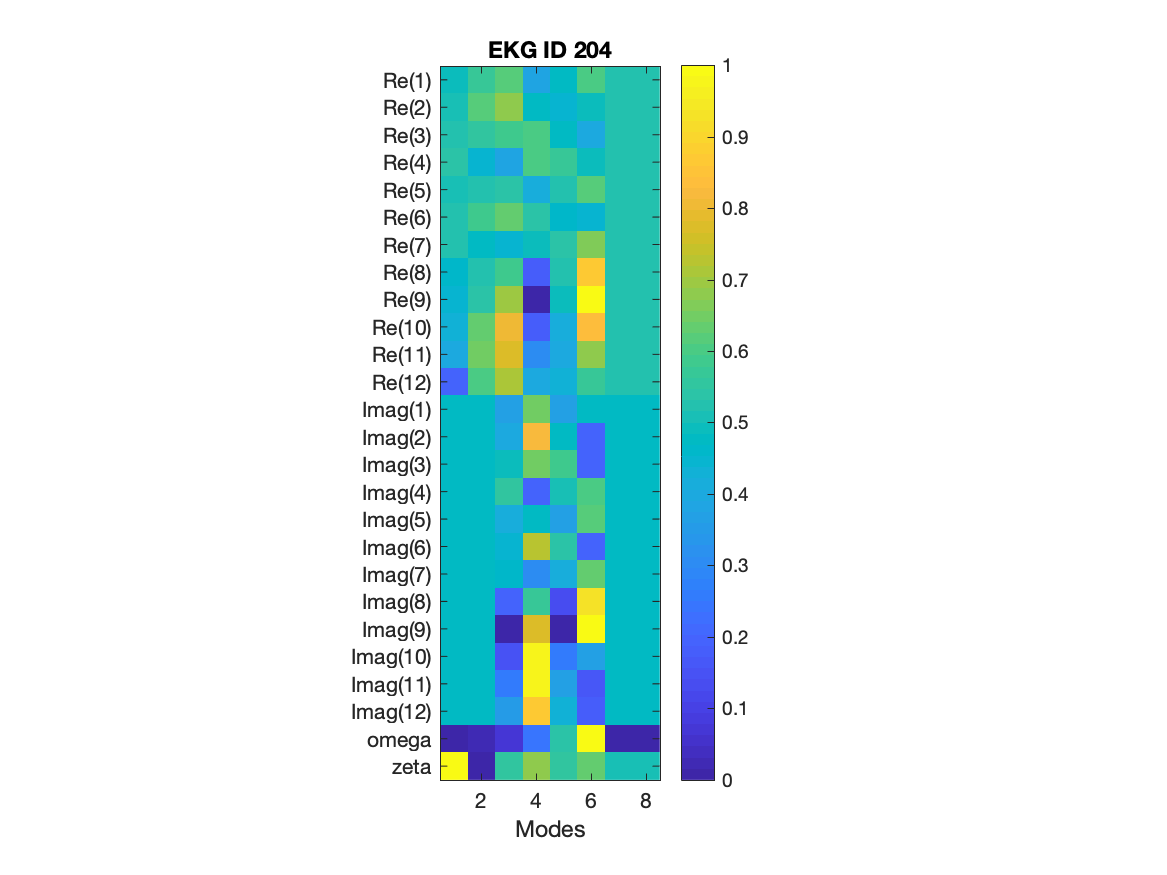 EKG ID 204
Re(1)
Re(2)
Re(3)
Re(4)
Re(5)
Re(6)
Re(7)
Re(8)
Re(9)
Re(10)
Re(11)
Re(12)
Imag(1)
Imag(2)
Imag(3)
Imag(4)
Imag(5)
Imag(6)
Imag(7)
Imag(8)
Imag(9)
Imag(10)
Imag(11)
Imag(12)
omega
zeta
2 4 6 8
Modes
1
0.9
0.8
0.7
0.6
0.5
0.4
0.3
0.2
0.1
0